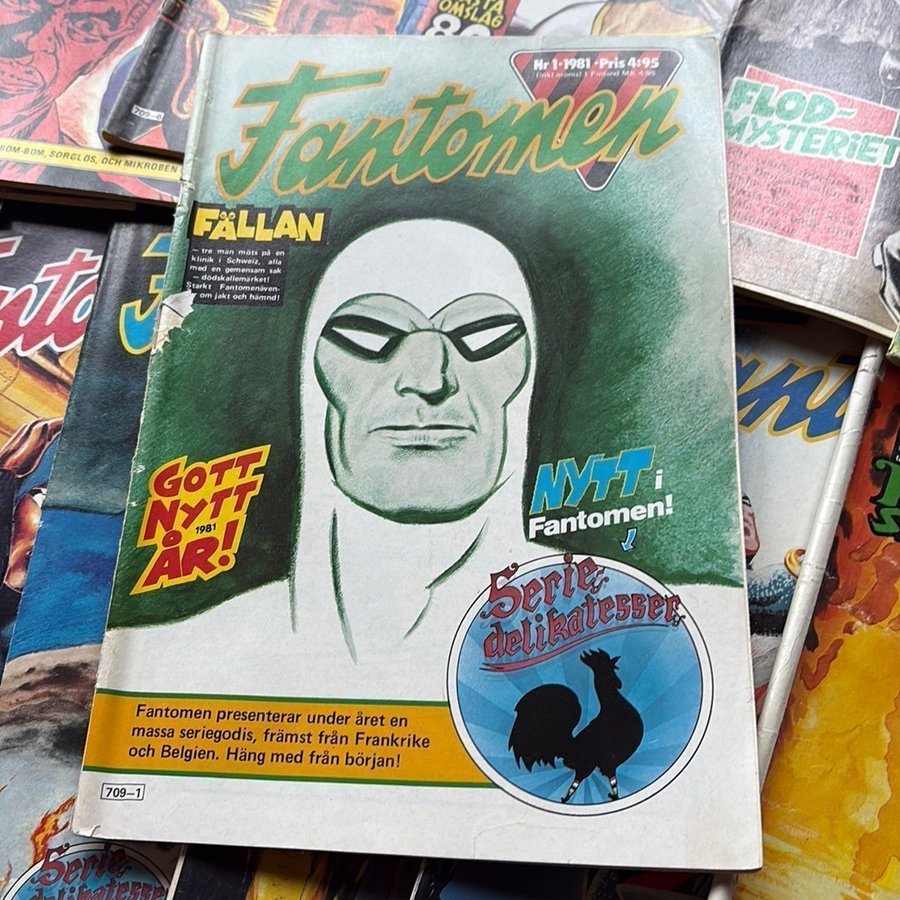 OMSLAG
Nr 1 • 1981 • Pris 4:95
(inkl moms) I Finland MK 4:95
Fantomen
FLOD-
MYSTERIET
709–6
BOM-BOM, SORGLÖS, OCH MIKROBEN
FÄLLAN
– tre män möts på en
klinik i Schweiz, alla
med en gemensam sak
– dödskallemärket!
Starkt Fantomenäven-
om jakt och hämnd!
GOTT
NYTT
1981
ÅR!
NYTT i
Fantomen!
Serie
delikatesser
Fantomen presenterar under året en
massa seriegodis, främst från Frankrike
och Belgien. Häng med från början!
709–1
Serie
delikatesse